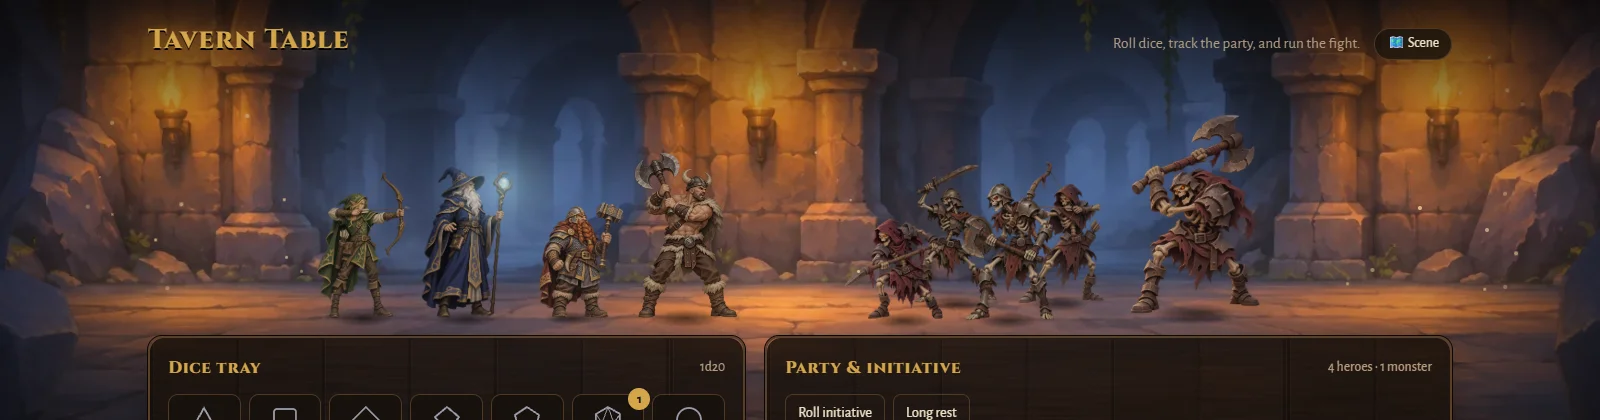 Tavern Table
Roll dice, track the party, and run the fight.
Scene
Dice tray
1d20
1
Party & initiative
4 heroes · 1 monster
Roll initiative
Long rest